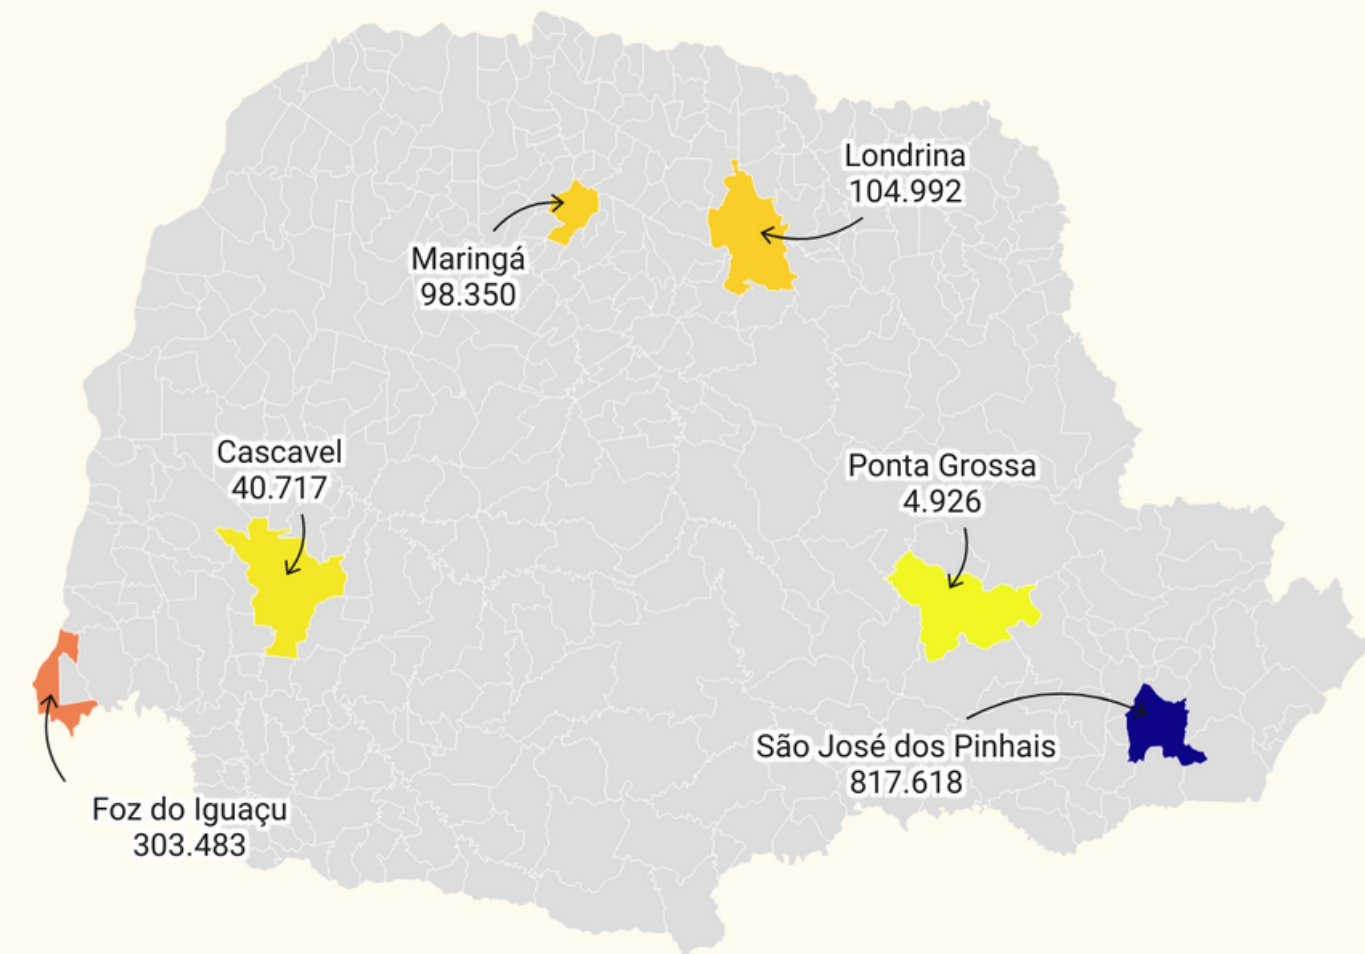 Londrina
104.992
Maringá
98.350
Cascavel
40.717
Ponta Grossa
4.926
São José dos Pinhais
817.618
Foz do Iguaçu
303.483